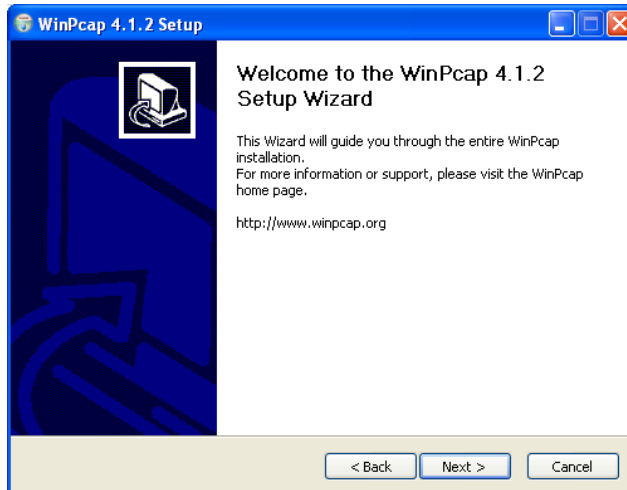 WinPcap 4.1.2 Setup
Welcome to the WinPcap 4.1.2
Setup Wizard
This Wizard will guide you through the entire WinPcap
installation.
For more information or support, please visit the WinPcap
home page.
http://www.winpcap.org
< Back
Next >
Cancel